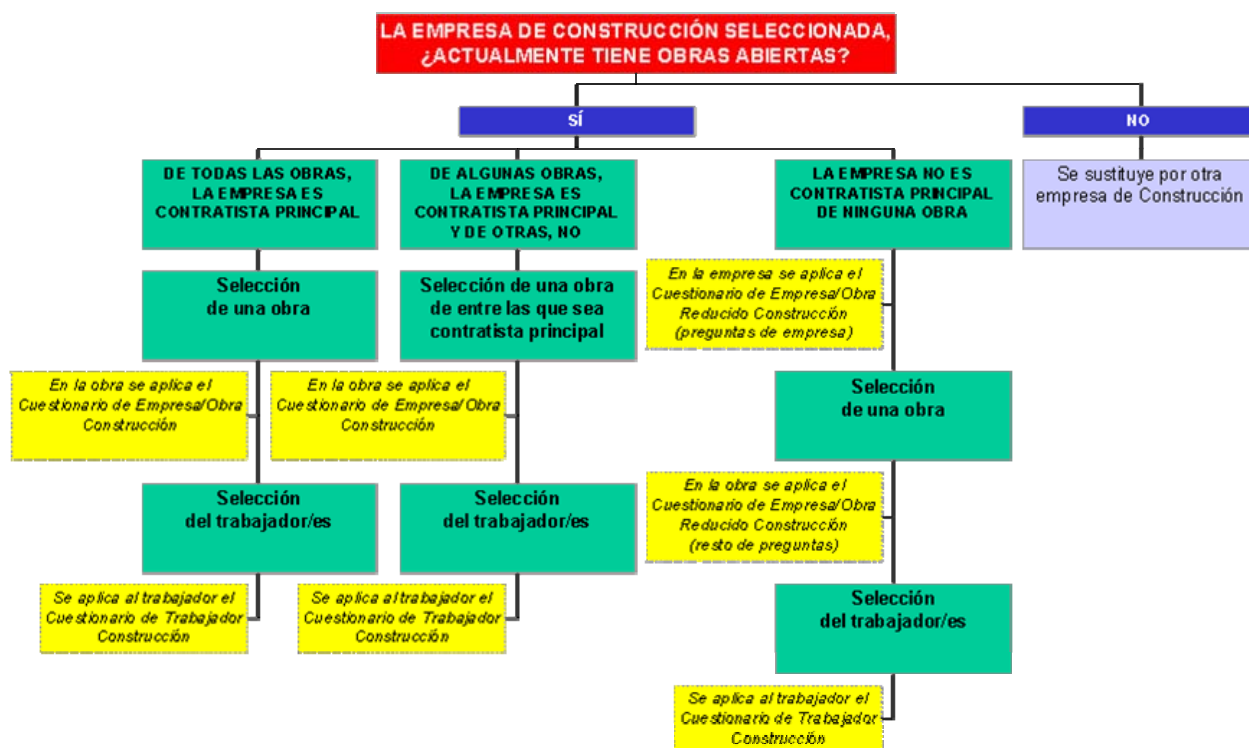 LA EMPRESA DE CONSTRUCCIÓN SELECCIONADA,
¿ACTUALMENTE TIENE OBRAS ABIERTAS?
SÍ
NO
DE TODAS LAS OBRAS,
LA EMPRESA ES
CONTRATISTA PRINCIPAL
DE ALGUNAS OBRAS,
LA EMPRESA ES
CONTRATISTA PRINCIPAL
Y DE OTRAS, NO
LA EMPRESA NO ES
CONTRATISTA PRINCIPAL
DE NINGUNA OBRA
Se sustituye por otra
empresa de Construcción
Selección
de una obra
Selección de una obra
de entre las que sea
contratista principal
En la empresa se aplica el
Cuestionario de Empresa/Obra
Reducido Construcción
(preguntas de empresa)
En la obra se aplica el
Cuestionario de Empresa/Obra
Construcción
En la obra se aplica el
Cuestionario de Empresa/Obra
Construcción
Selección
de una obra
Selección
del trabajador/es
Selección
del trabajador/es
En la obra se aplica el
Cuestionario de Empresa/Obra
Reducido Construcción
(resto de preguntas)
Se aplica al trabajador el
Cuestionario de Trabajador
Construcción
Se aplica al trabajador el
Cuestionario de Trabajador
Construcción
Selección
del trabajador/es
Se aplica al trabajador el
Cuestionario de Trabajador
Construcción